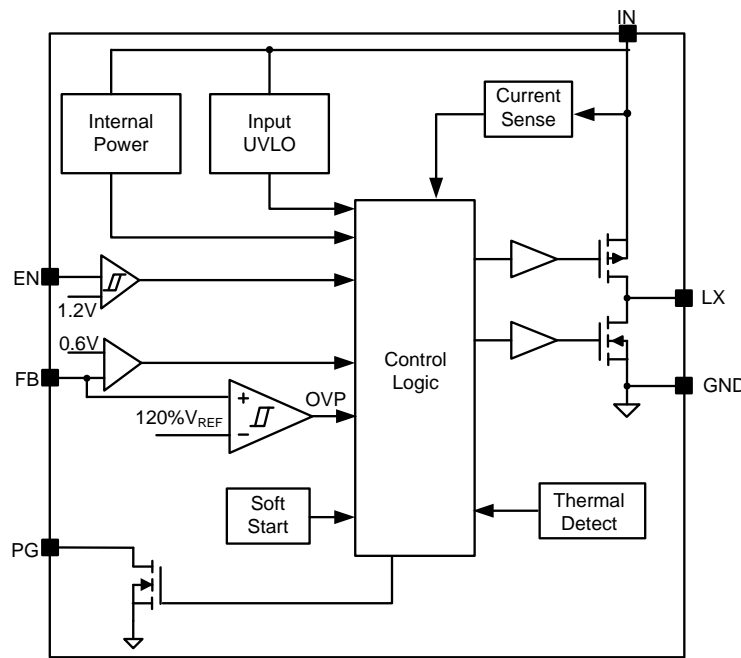 IN
Internal
Power
Input
UVLO
Current
Sense
EN
1.2V
LX
0.6V
FB
Control
Logic
GND
+
OVP
120%VREF
−
Soft
Start
Thermal
Detect
PG